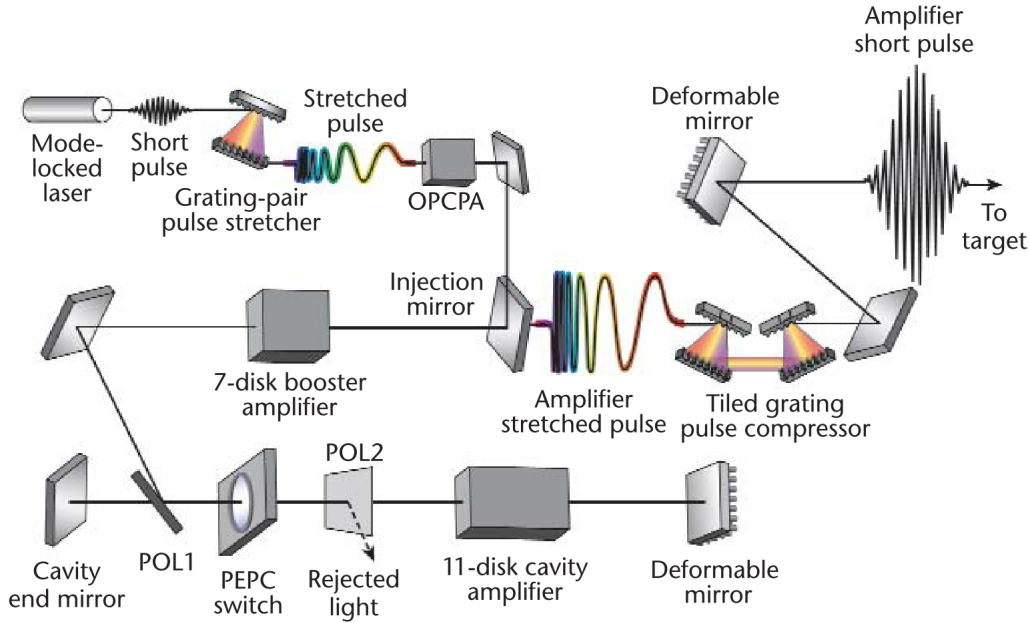 Amplifier
short pulse
Deformable
mirror
Stretched
pulse
Mode-
locked
laser
Short
pulse
Grating-pair
pulse stretcher
OPCPA
To
target
Injection
mirror
7-disk booster
amplifier
Amplifier
stretched pulse
Tiled grating
pulse compressor
POL2
Cavity
end mirror
POL1
PEPC
switch
Rejected
light
11-disk cavity
amplifier
Deformable
mirror